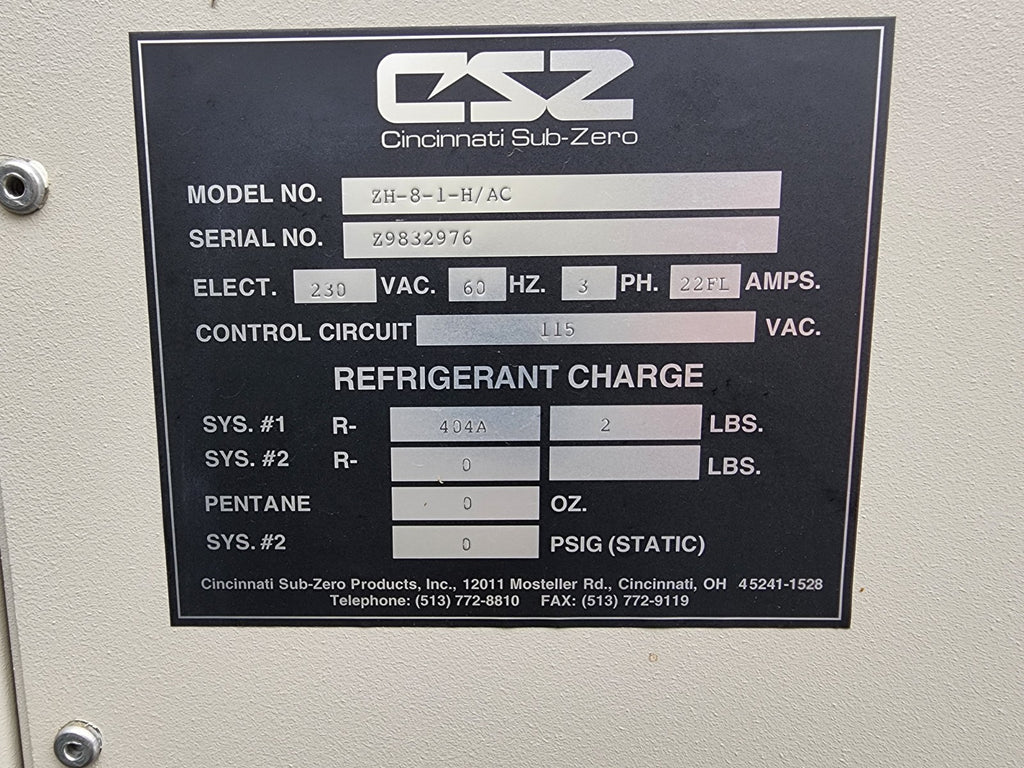 CSZ
Cincinnati Sub-Zero
MODEL NO. ZH-8-1-H/AC
SERIAL NO. Z9832976
ELECT. 230 VAC. 60 HZ. 3 PH. 22FL AMPS.
CONTROL CIRCUIT 115 VAC.
REFRIGERANT CHARGE
SYS. #1 R- 404A 2 LBS.
SYS. #2 R- 0 LBS.
PENTANE 0 OZ.
SYS. #2 0 PSIG (STATIC)
Cincinnati Sub-Zero Products, Inc., 12011 Mosteller Rd., Cincinnati, OH 45241-1528
Telephone: (513) 772-8810 FAX: (513) 772-9119